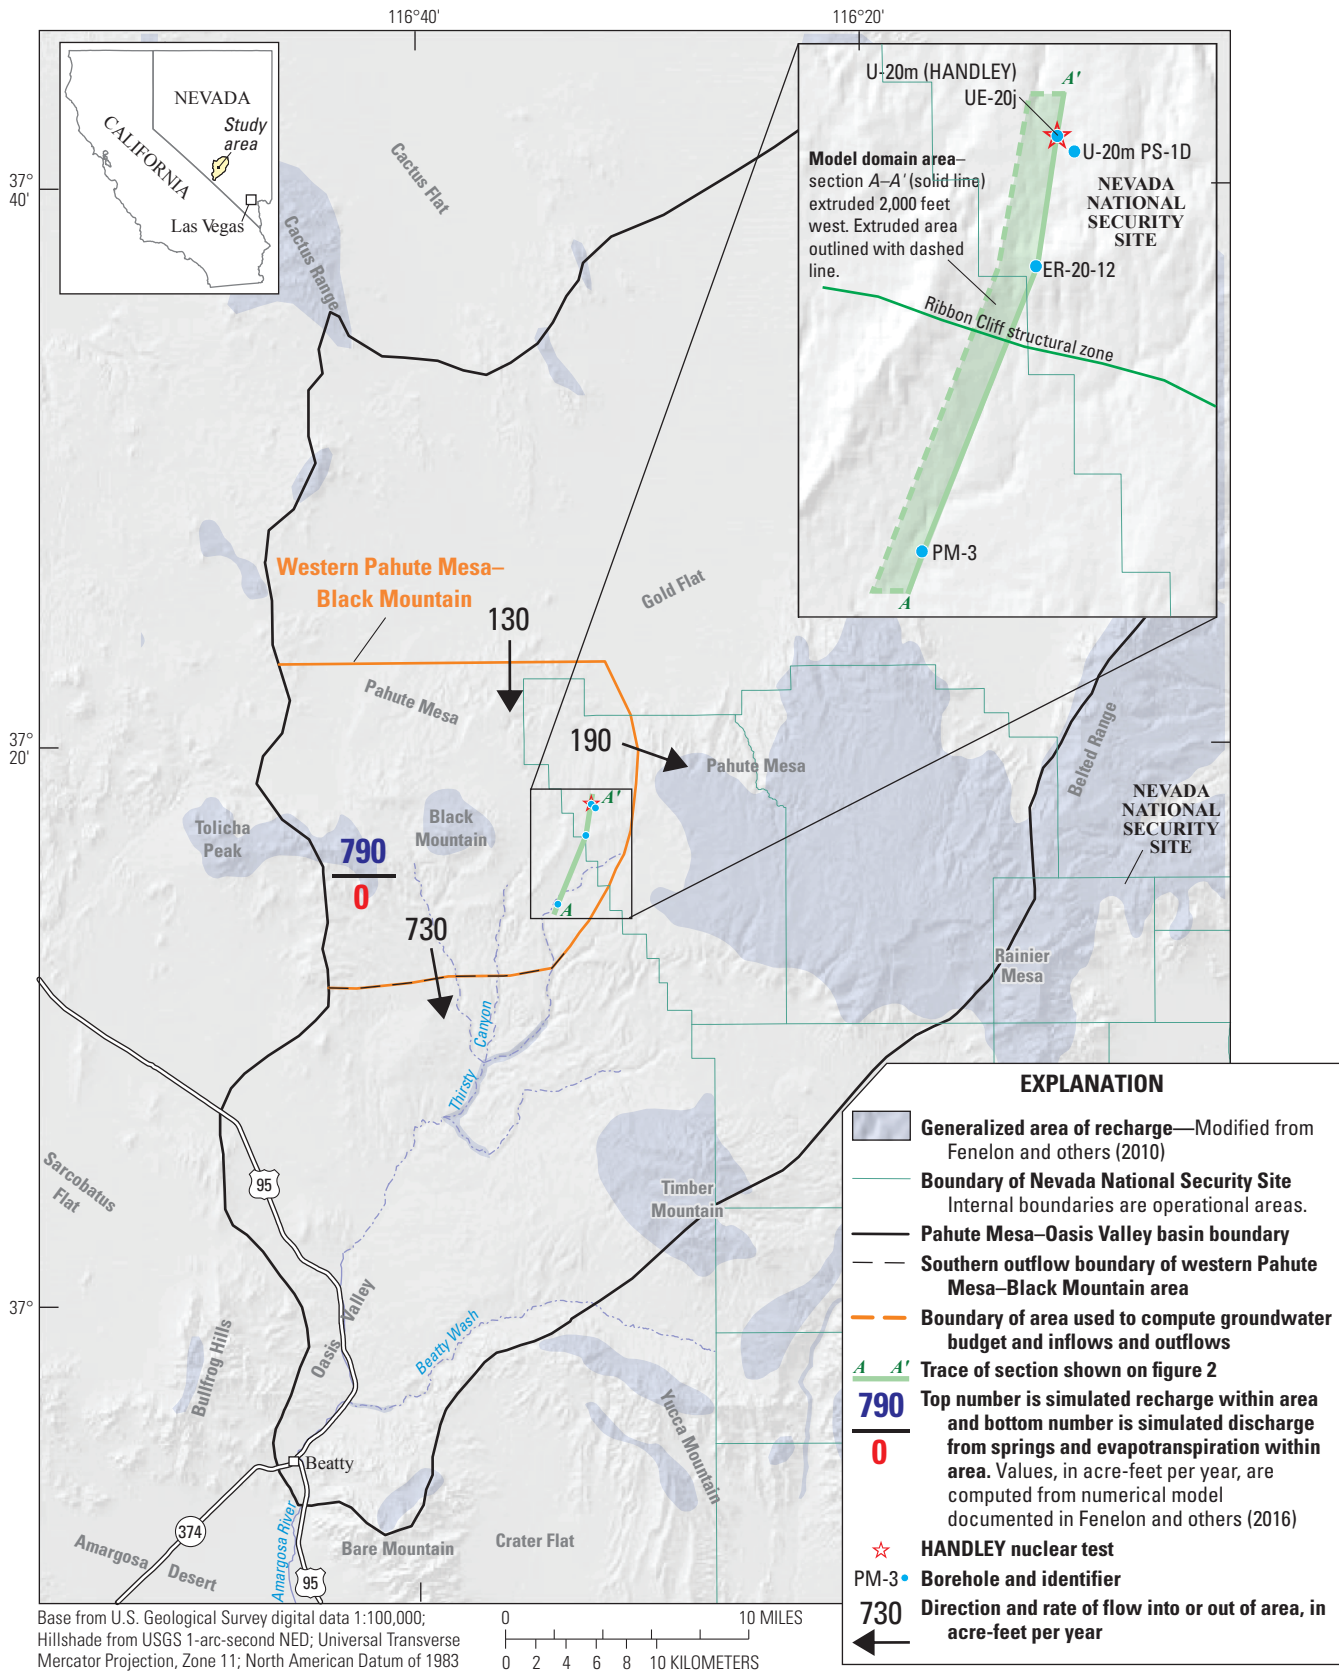 116°40'
116°20'
37°
40'
37°
20'
37°
NEVADA
CALIFORNIA
Study
area
Las Vegas
U-20m (HANDLEY)
UE-20j
A'
U-20m PS-1D
Model domain area–
section A–A' (solid line)
extruded 2,000 feet
west. Extruded area
outlined with dashed
line.
NEVADA
NATIONAL
SECURITY
SITE
ER-20-12
Ribbon Cliff structural zone
PM-3
A
Cactus Flat
Cactus Range
Western Pahute Mesa–
Black Mountain
Gold Flat
130
Pahute Mesa
190
Pahute Mesa
Belted Range
NEVADA
NATIONAL
SECURITY
SITE
A'
Black
Mountain
Tolicha
Peak
790
0
A
730
Rainier
Mesa
Thirsty Canyon
Sarcobatus
Flat
95
Timber
Mountain
Oasis Valley
Beatty Wash
Bullfrog Hills
Yucca Mountain
Beatty
374
Amargosa Desert
Amargosa River
95
Bare Mountain
Crater Flat
EXPLANATION
Generalized area of recharge—Modified from
Fenelon and others (2010)
Boundary of Nevada National Security Site
Internal boundaries are operational areas.
Pahute Mesa–Oasis Valley basin boundary
Southern outflow boundary of western Pahute
Mesa–Black Mountain area
Boundary of area used to compute groundwater
budget and inflows and outflows
A A' Trace of section shown on figure 2
790 Top number is simulated recharge within area
and bottom number is simulated discharge
0 from springs and evapotranspiration within
area. Values, in acre-feet per year, are
computed from numerical model
documented in Fenelon and others (2016)
HANDLEY nuclear test
PM-3 Borehole and identifier
730 Direction and rate of flow into or out of area, in
acre-feet per year
Base from U.S. Geological Survey digital data 1:100,000;
Hillshade from USGS 1-arc-second NED; Universal Transverse
Mercator Projection, Zone 11; North American Datum of 1983
0 10 MILES
0 2 4 6 8 10 KILOMETERS